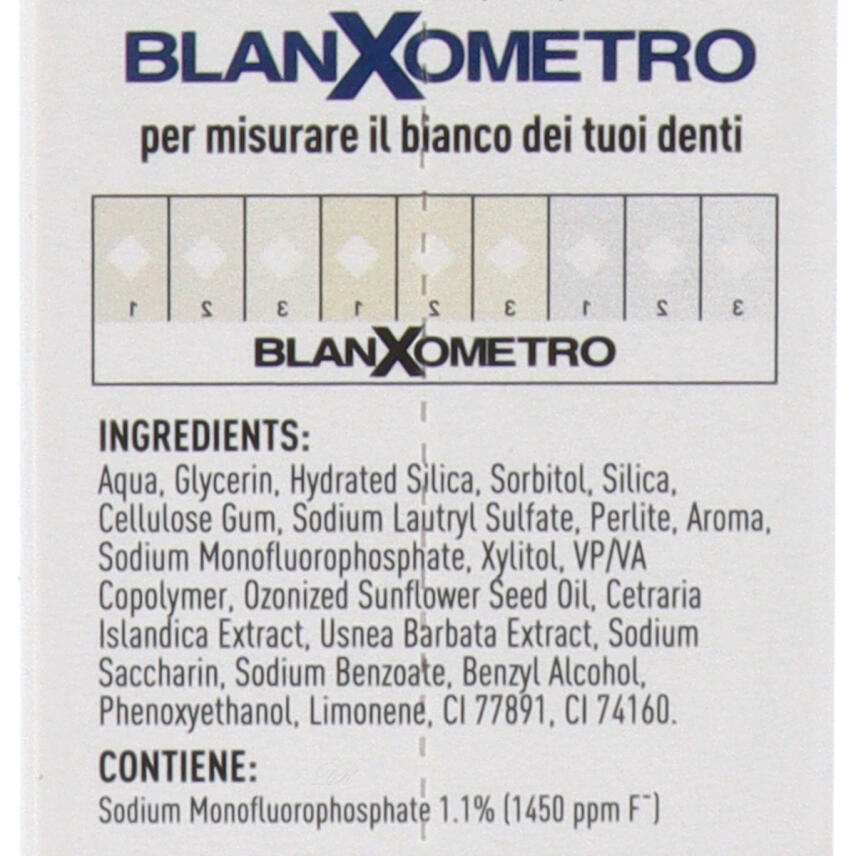 BLANXOMETRO
per misurare il bianco dei tuoi denti
1 2 3 1 2 3 1 2 3
BLANXOMETRO
INGREDIENTS:
Aqua, Glycerin, Hydrated Silica, Sorbitol, Silica,
Cellulose Gum, Sodium Lautryl Sulfate, Perlite, Aroma,
Sodium Monofluorophosphate, Xylitol, VP/VA
Copolymer, Ozonized Sunflower Seed Oil, Cetraria
Islandica Extract, Usnea Barbata Extract, Sodium
Saccharin, Sodium Benzoate, Benzyl Alcohol,
Phenoxyethanol, Limonene, CI 77891, CI 74160.
CONTIENE:
Sodium Monofluorophosphate 1.1% (1450 ppm F⁻)